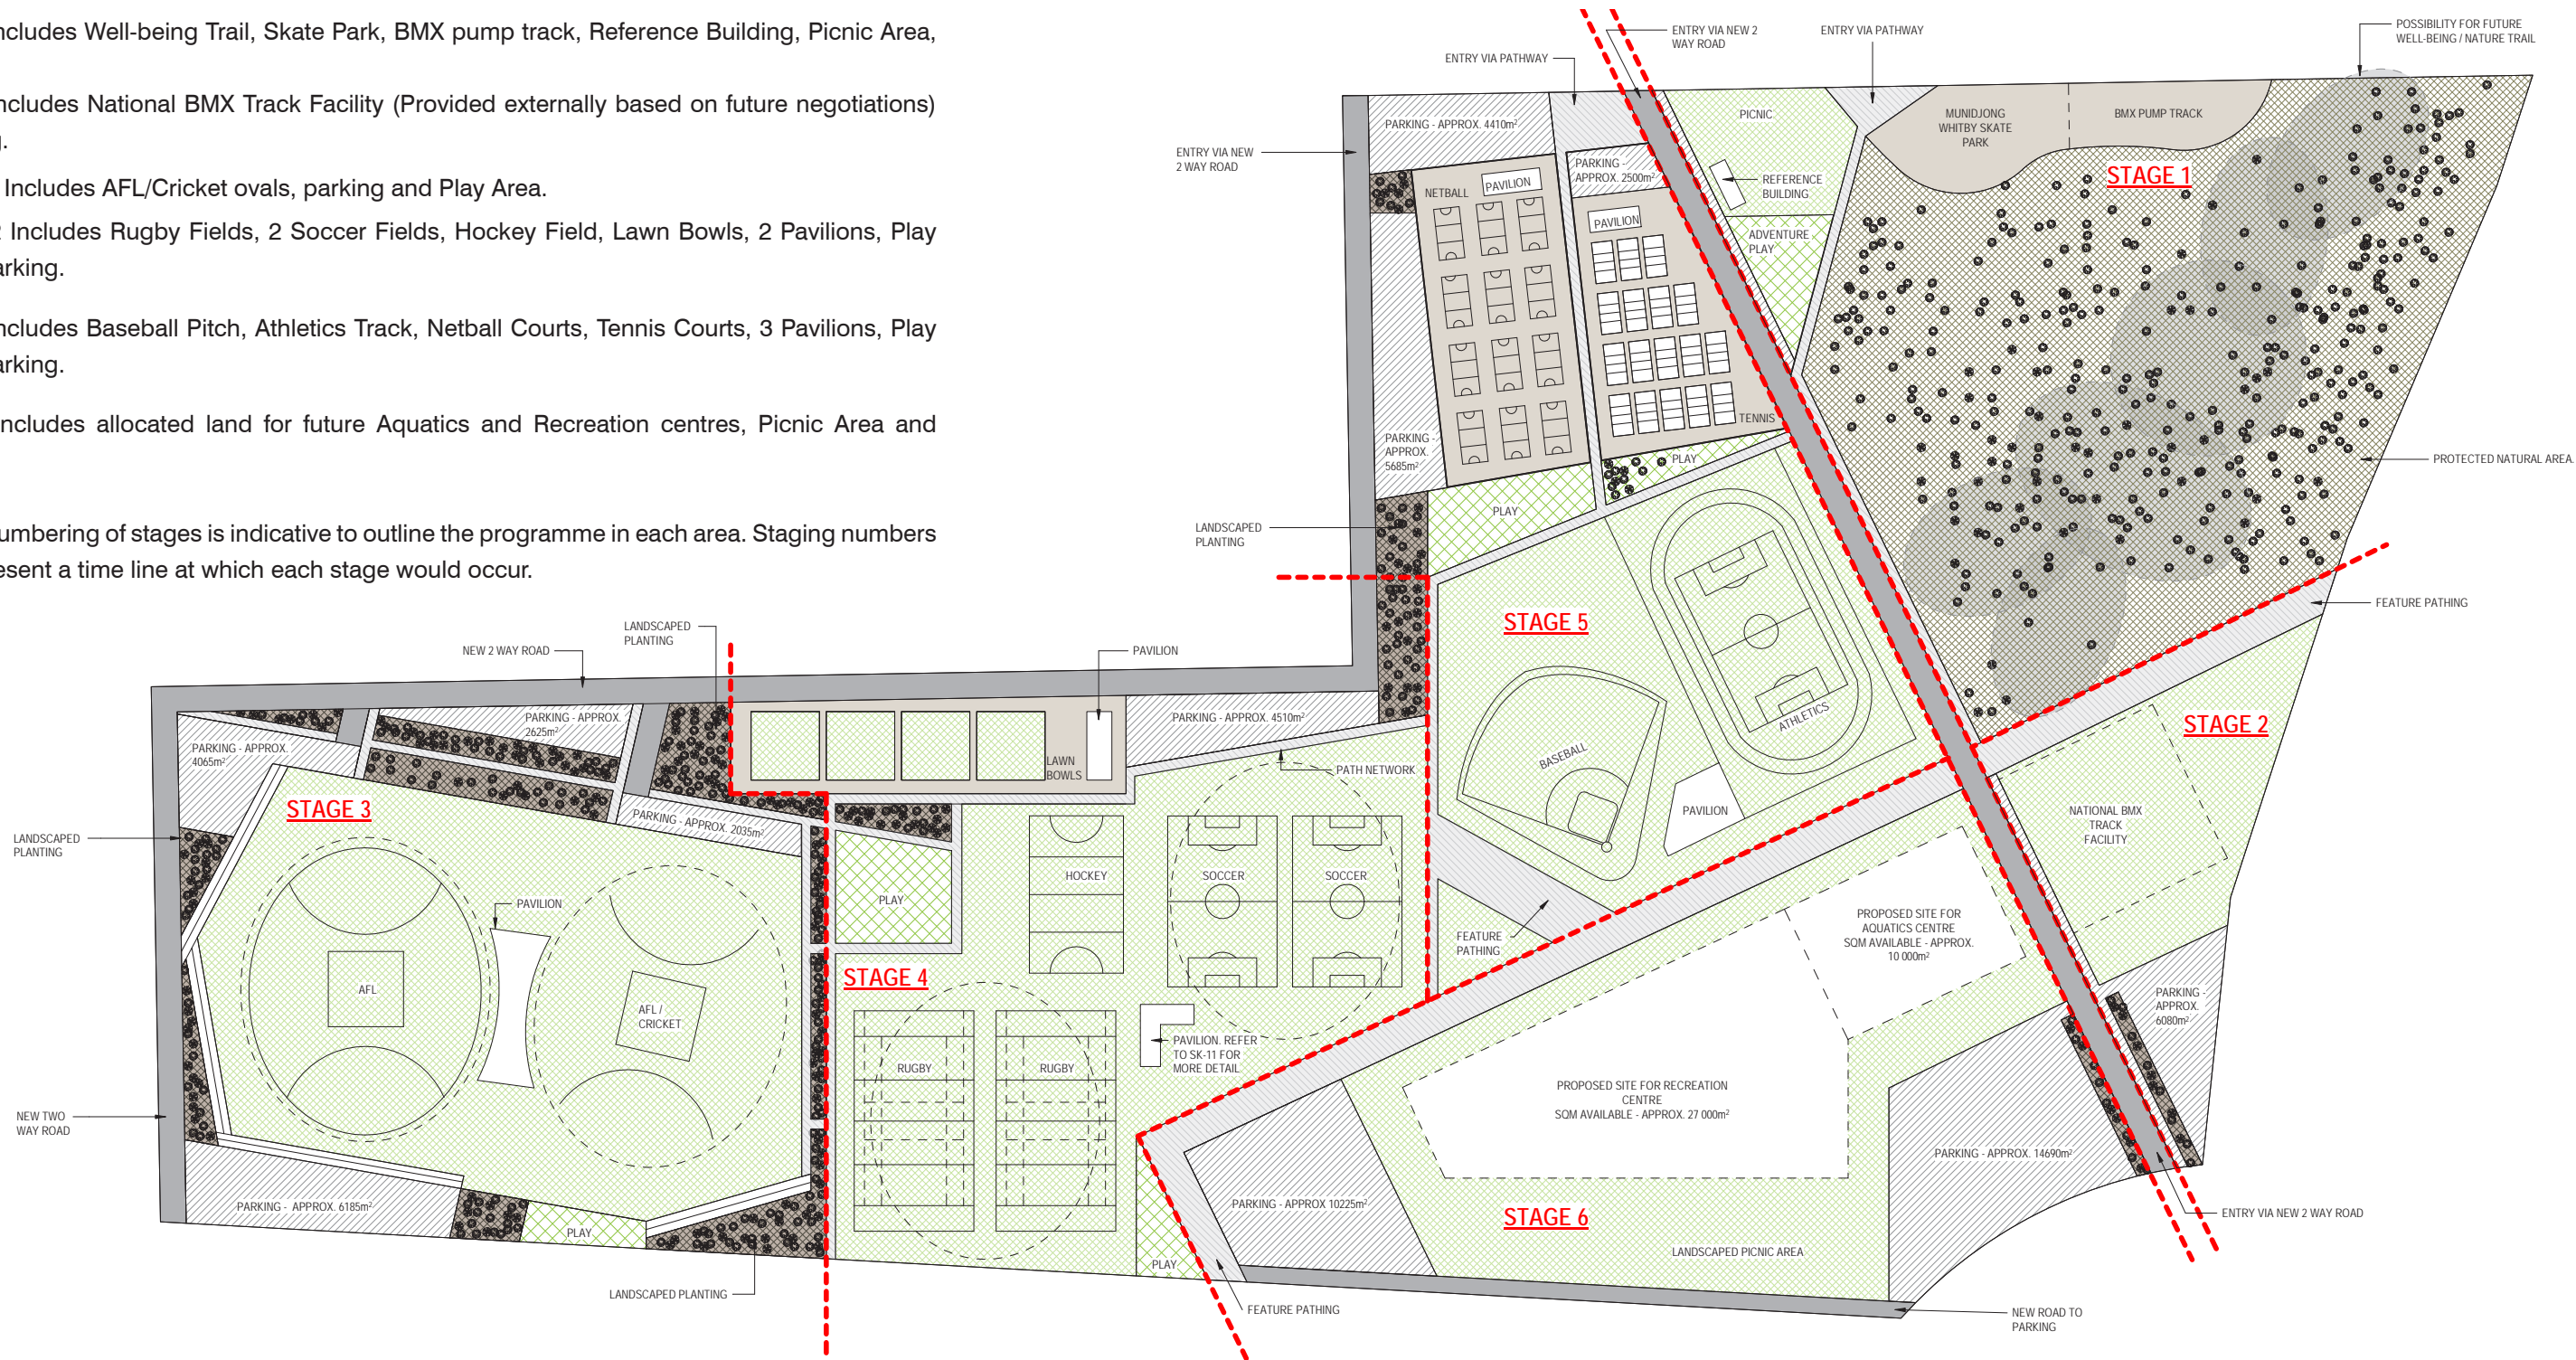 ncludes Well-being Trail, Skate Park, BMX pump track, Reference Building, Picnic Area,
ncludes National BMX Track Facility (Provided externally based on future negotiations)
g.
Includes AFL/Cricket ovals, parking and Play Area.
2 Includes Rugby Fields, 2 Soccer Fields, Hockey Field, Lawn Bowls, 2 Pavilions, Play
arking.
ncludes Baseball Pitch, Athletics Track, Netball Courts, Tennis Courts, 3 Pavilions, Play
arking.
ncludes allocated land for future Aquatics and Recreation centres, Picnic Area and
umbering of stages is indicative to outline the programme in each area. Staging numbers
esent a time line at which each stage would occur.
ENTRY VIA NEW 2
WAY ROAD
ENTRY VIA PATHWAY
ENTRY VIA PATHWAY
POSSIBILITY FOR FUTURE
WELL-BEING / NATURE TRAIL
PARKING - APPROX. 4410m²
PICNIC
MUNIDJONG
WHITBY SKATE
PARK
BMX PUMP TRACK
STAGE 1
ENTRY VIA NEW
2 WAY ROAD
PARKING -
APPROX. 2500m²
REFERENCE
BUILDING
NETBALL
PAVILION
PAVILION
ADVENTURE
PLAY
TENNIS
PARKING -
APPROX.
5685m²
PLAY
PROTECTED NATURAL AREA.
PLAY
LANDSCAPED
PLANTING
FEATURE PATHING
STAGE 5
LANDSCAPED
PLANTING
NEW 2 WAY ROAD
PAVILION
PARKING - APPROX.
2625m²
PARKING - APPROX. 4510m²
ATHLETICS
STAGE 2
PARKING - APPROX.
4065m²
LAWN
BOWLS
PATH NETWORK
BASEBALL
PAVILION
NATIONAL BMX
TRACK
FACILITY
STAGE 3
PARKING - APPROX. 2035m²
LANDSCAPED
PLANTING
HOCKEY
SOCCER
SOCCER
PLAY
PAVILION
PROPOSED SITE FOR
AQUATICS CENTRE
SQM AVAILABLE - APPROX.
10 000m²
FEATURE
PATHING
STAGE 4
AFL
AFL /
CRICKET
PARKING -
APPROX.
6080m²
PAVILION. REFER
TO SK-11 FOR
MORE DETAIL
RUGBY
RUGBY
PROPOSED SITE FOR RECREATION
CENTRE
SQM AVAILABLE - APPROX. 27 000m²
NEW TWO
WAY ROAD
PARKING - APPROX. 14690m²
PARKING - APPROX. 6185m²
PARKING - APPROX 10225m²
STAGE 6
ENTRY VIA NEW 2 WAY ROAD
PLAY
LANDSCAPED PICNIC AREA
PLAY
LANDSCAPED PLANTING
FEATURE PATHING
NEW ROAD TO
PARKING